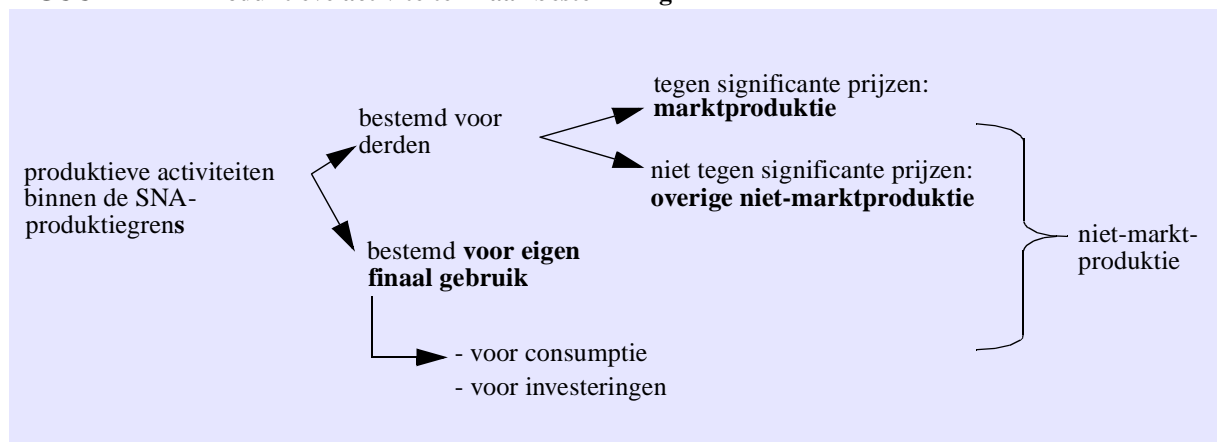 tegen significante prijzen:
marktproduktie
bestemd voor
derden
produktieve activiteiten
binnen de SNA-
produktiegrens
niet tegen significante prijzen:
overige niet-marktproduktie
niet-markt-
produktie
bestemd voor eigen
finaal gebruik
- voor consumptie
- voor investeringen